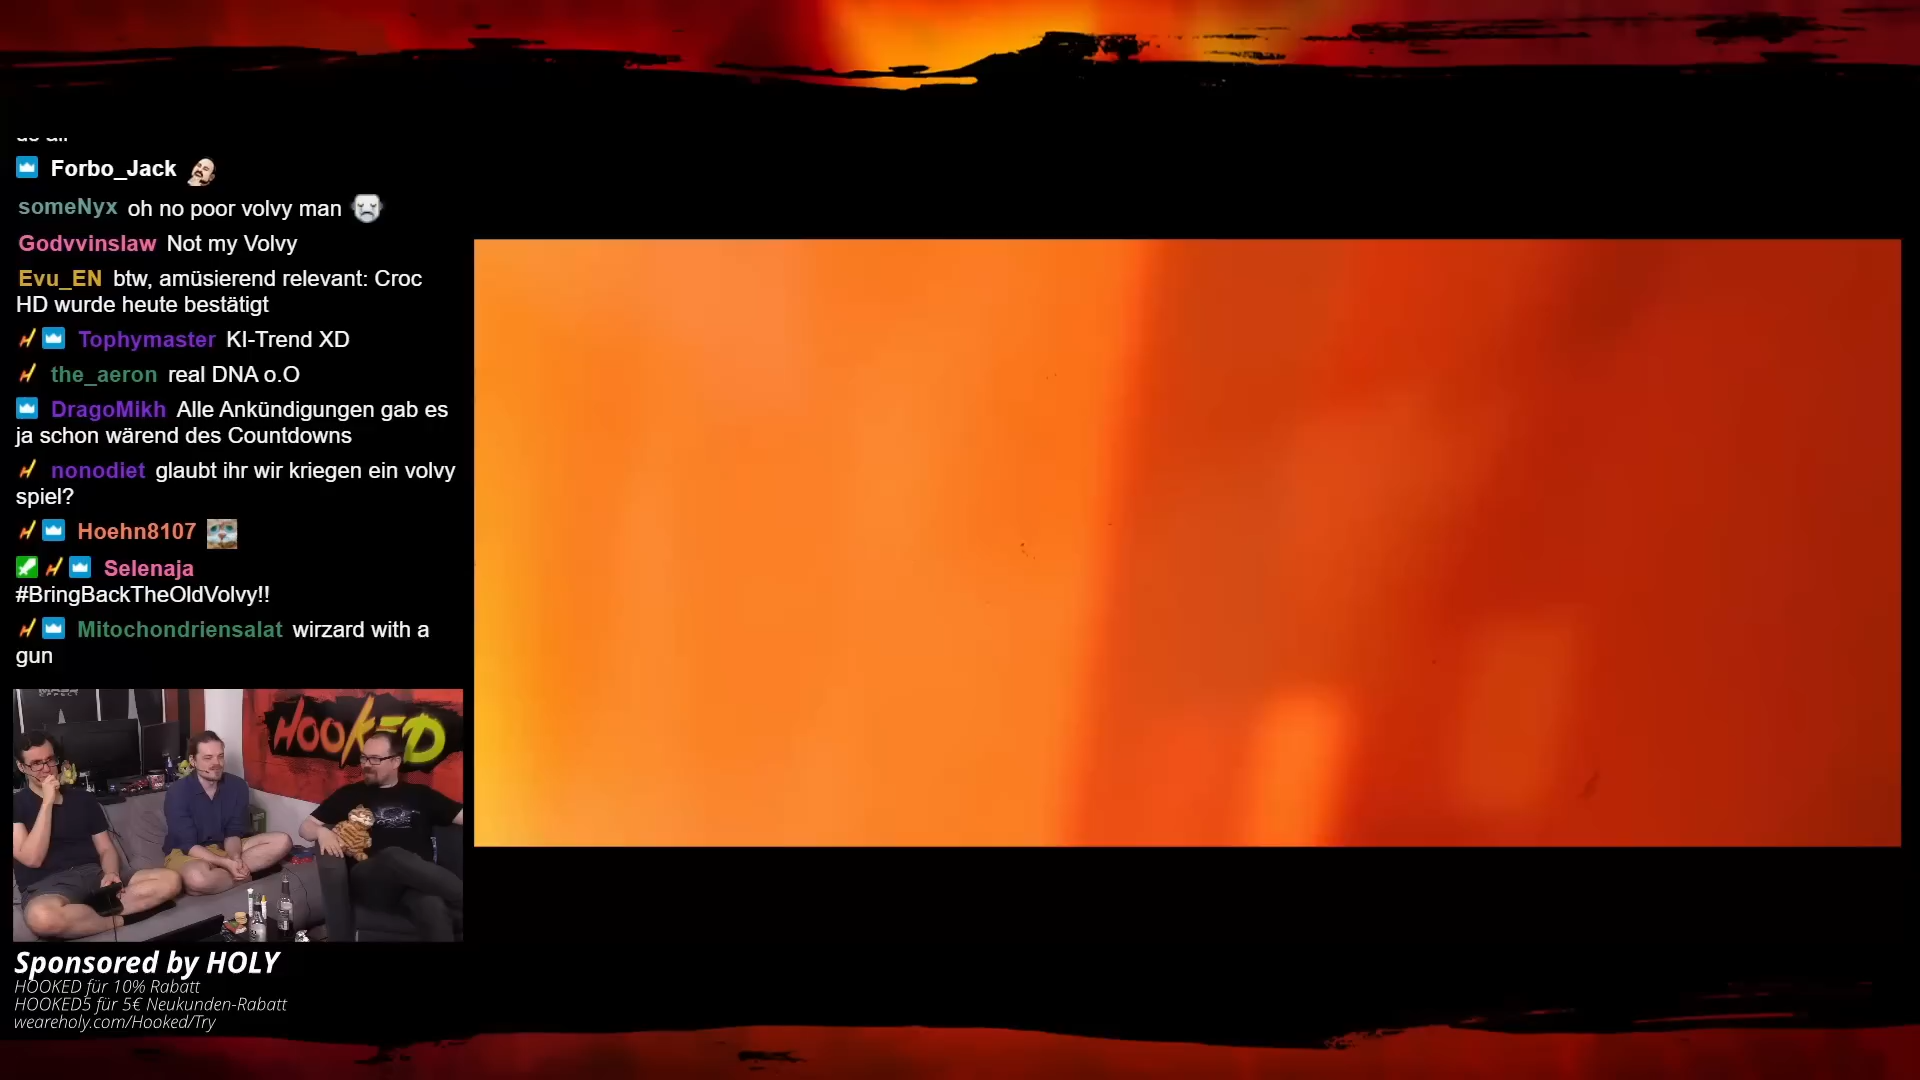 Forbo_Jack
someNyx oh no poor volvy man
Godvvinslaw Not my Volvy
Evu_EN btw, amüsierend relevant: Croc
HD wurde heute bestätigt
Tophymaster KI-Trend XD
the_aeron real DNA o.O
DragoMikh Alle Ankündigungen gab es
ja schon wärend des Countdowns
nonodiet glaubt ihr wir kriegen ein volvy
spiel?
Hoehn8107
Selenaja
#BringBackTheOldVolvy!!
Mitochondriensalat wirzard with a
gun
HOOKED
Sponsored by HOLY
HOOKED für 10% Rabatt
HOOKED5 für 5€ Neukunden-Rabatt
weareholy.com/Hooked/Try